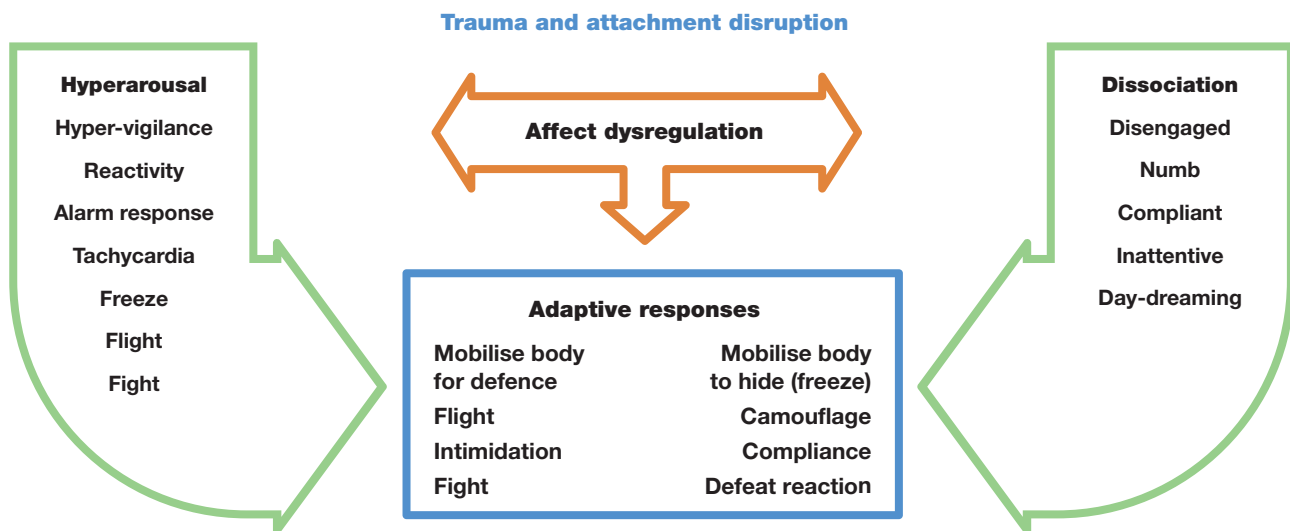 Trauma and attachment disruption
Hyperarousal
Hyper-vigilance
Reactivity
Alarm response
Tachycardia
Freeze
Flight
Fight
Affect dysregulation
Adaptive responses
Mobilise body
for defence
Flight
Intimidation
Fight
Mobilise body
to hide (freeze)
Camouflage
Compliance
Defeat reaction
Dissociation
Disengaged
Numb
Compliant
Inattentive
Day-dreaming